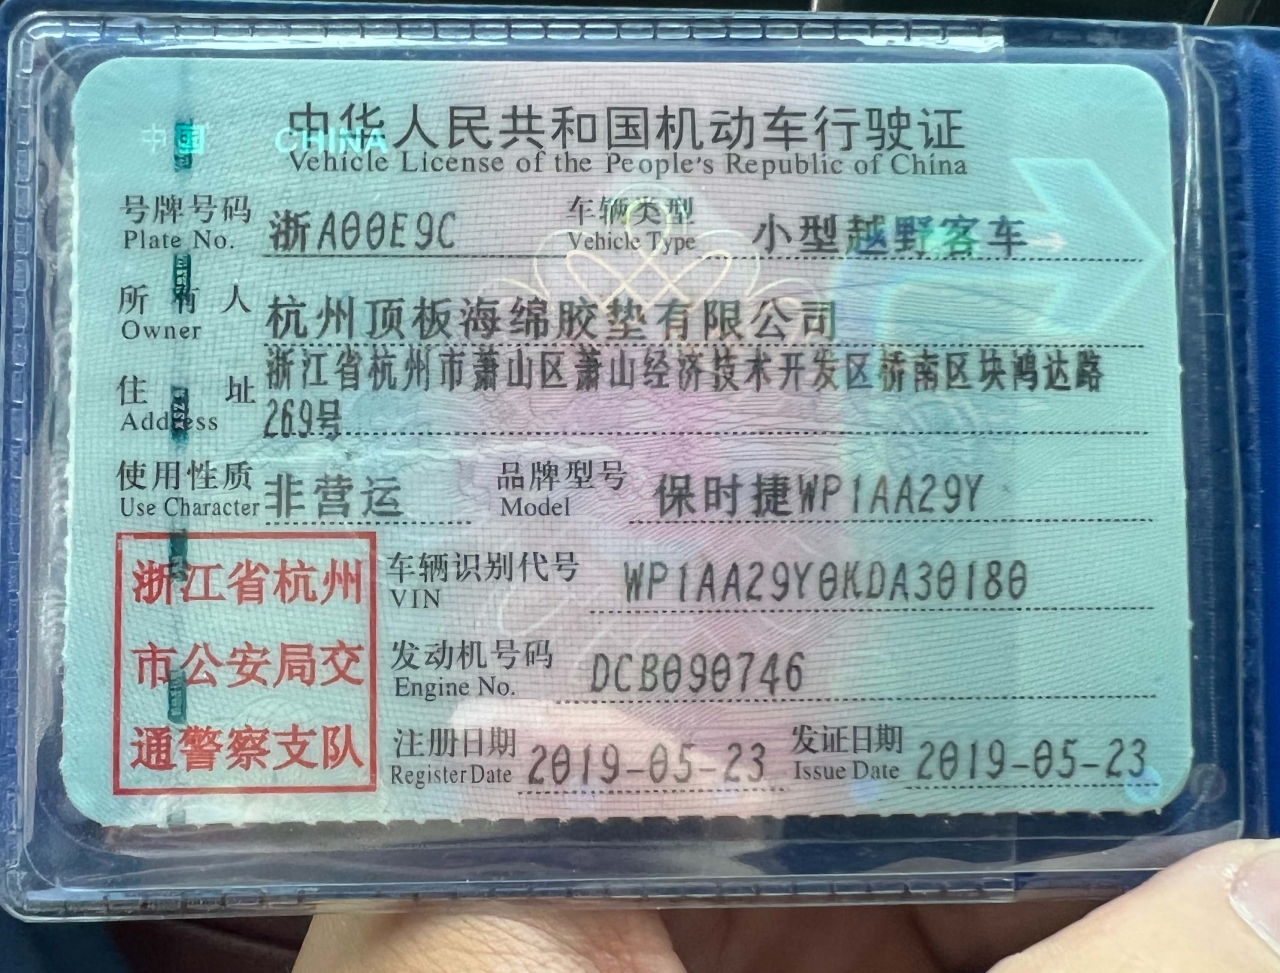 中国 CHINA
中华人民共和国机动车行驶证
Vehicle License of the People's Republic of China
号牌号码 浙A00E9C 车辆类型 小型越野客车
Plate No. Vehicle Type
所有人 杭州顶板海绵胶垫有限公司
Owner
浙江省杭州市萧山区萧山经济技术开发区桥南区块鸿达路
住址
Address 269号
使用性质 非营运 品牌型号 保时捷WP1AA29Y
Use Character Model
浙江省杭州 车辆识别代号 WP1AA29Y0KDA30180
VIN
市公安局交 发动机号码 DCB090746
Engine No.
通警察支队 注册日期 2019-05-23 发证日期 2019-05-23
Register Date Issue Date